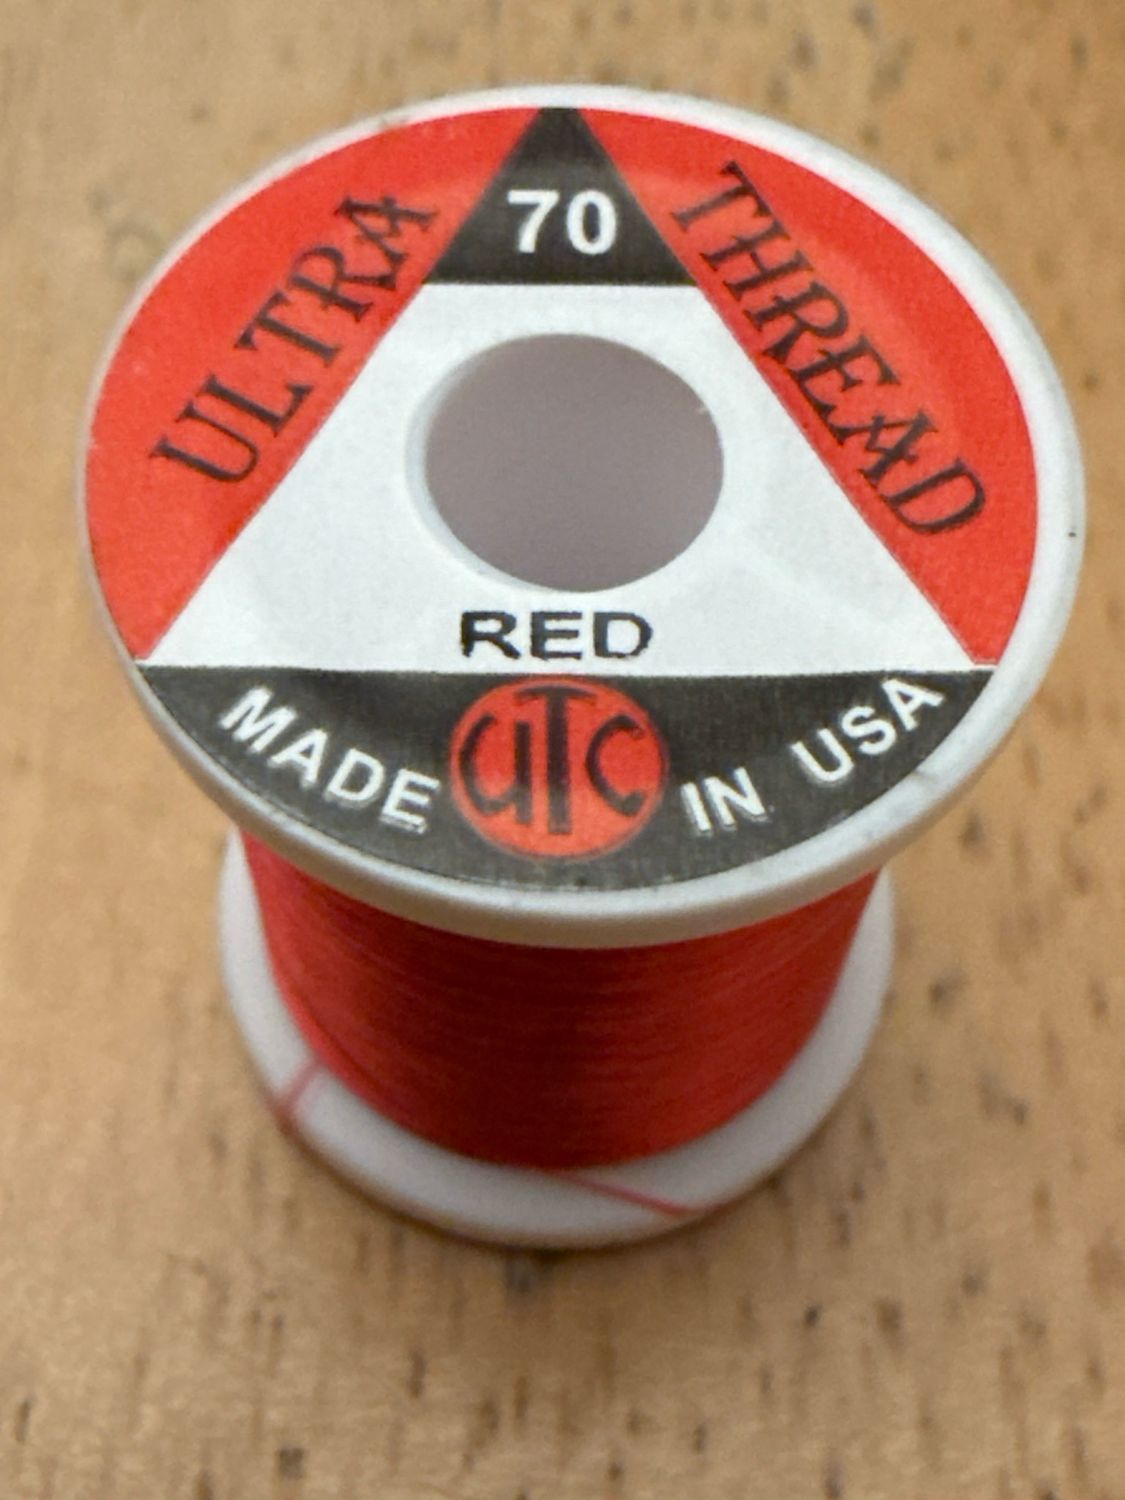 70
ULTRA
THREAD
RED
MADE
UTC
IN USA